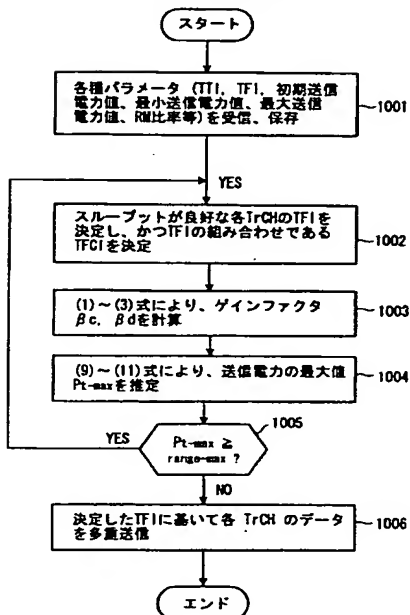 スタート
各種パラメータ (TTI, TFI, 初期送信
電力値、最小送信電力値、最大送信
電力値、RM比率等)を受信、保存
1001
YES
スループットが良好な各TrCHのTFIを
決定し、かつTFIの組み合わせである
TFCIを決定
1002
(1)~(3)式により、ゲインファクタ
βc, βdを計算
1003
(9)~(11)式により、送信電力の最大値
Pt-maxを推定
1004
1005
YES
Pt-max ≧
range-max ?
NO
決定したTFIに基いて各 TrCH のデータ
を多重送信
1006
エンド